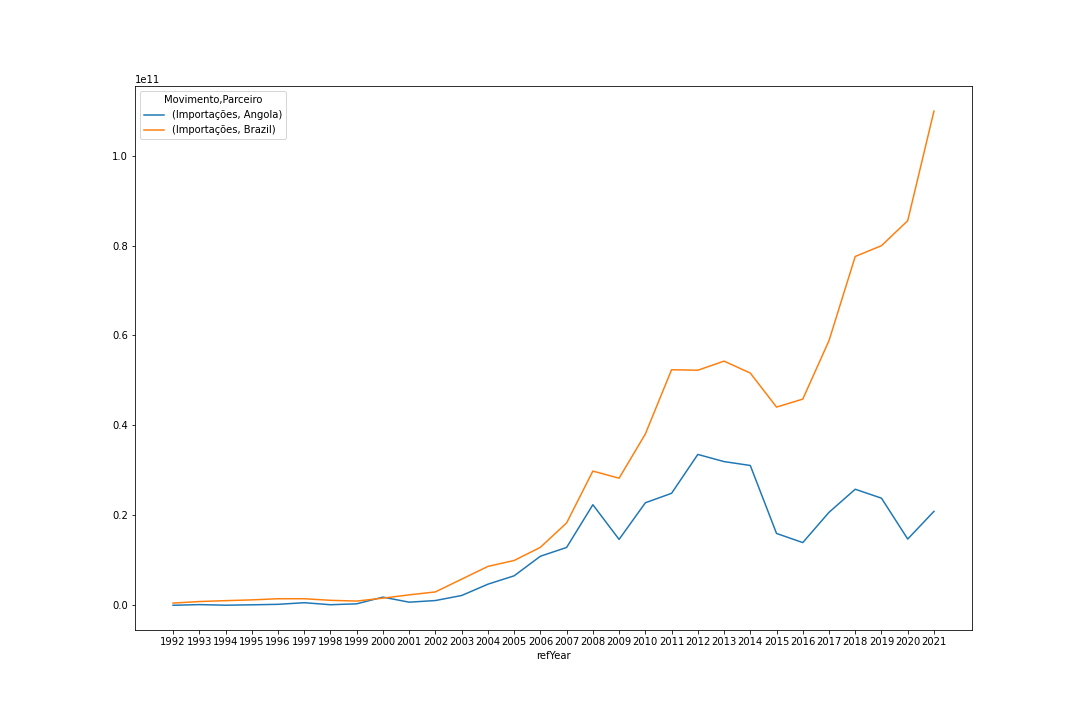 1e11
Movimento,Parceiro
(Importações, Angola)
(Importações, Brazil)
1.0
0.8
0.6
0.4
0.2
0.0
1992 1993 1994 1995 1996 1997 1998 1999 2000 2001 2002 2003 2004 2005 2006 2007 2008 2009 2010 2011 2012 2013 2014 2015 2016 2017 2018 2019 2020 2021
refYear